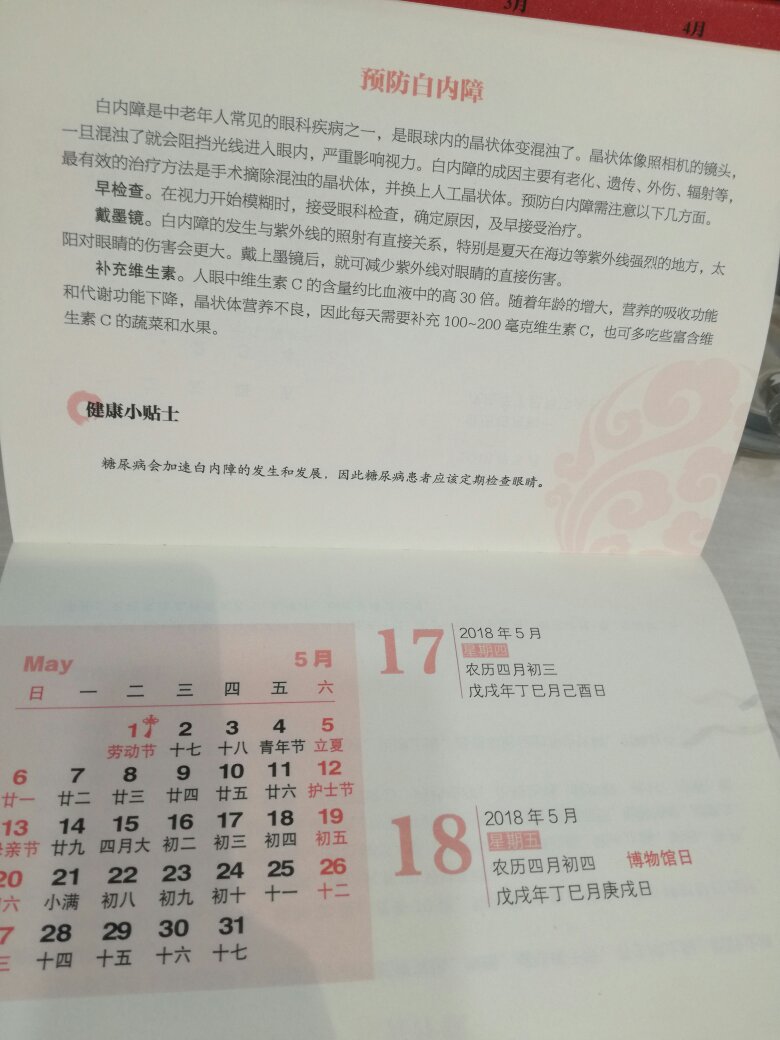 3月
4月
预防白内障
白内障是中老年人常见的眼科疾病之一，是眼球内的晶状体变混浊了。晶状体像照相机的镜头，
一旦混浊了就会阻挡光线进入眼内，严重影响视力。白内障的成因主要有老化、遗传、外伤、辐射等，
最有效的治疗方法是手术摘除混浊的晶状体，并换上人工晶状体。预防白内障需注意以下几方面。
早检查。在视力开始模糊时，接受眼科检查，确定原因，及早接受治疗。
戴墨镜。白内障的发生与紫外线的照射有直接关系，特别是夏天在海边等紫外线强烈的地方，太
阳对眼睛的伤害会更大。戴上墨镜后，就可减少紫外线对眼睛的直接伤害。
补充维生素。人眼中维生素 C 的含量约比血液中的高 30 倍。随着年龄的增大，营养的吸收功能
和代谢功能下降，晶状体营养不良，因此每天需要补充 100~200 毫克维生素 C，也可多吃些富含维
生素 C 的蔬菜和水果。
健康小贴士
糖尿病会加速白内障的发生和发展，因此糖尿病患者应该定期检查眼睛。
May 5月
日 一 二 三 四 五 六
1 2 3 4 5
劳动节 十七 十八 青年节 立夏
6 7 8 9 10 11 12
廿一 廿二 廿三 廿四 廿五 廿六 护士节
13 14 15 16 17 18 19
母亲节 廿九 四月大 初二 初三 初四 初五
20 21 22 23 24 25 26
初六 小满 初八 初九 初十 十一 十二
7 28 29 30 31
三 十四 十五 十六 十七
17
2018 年 5 月
星期四
农历四月初三
戊戌年丁巳月己酉日
18
2018 年 5 月
星期五
农历四月初四 博物馆日
戊戌年丁巳月庚戌日